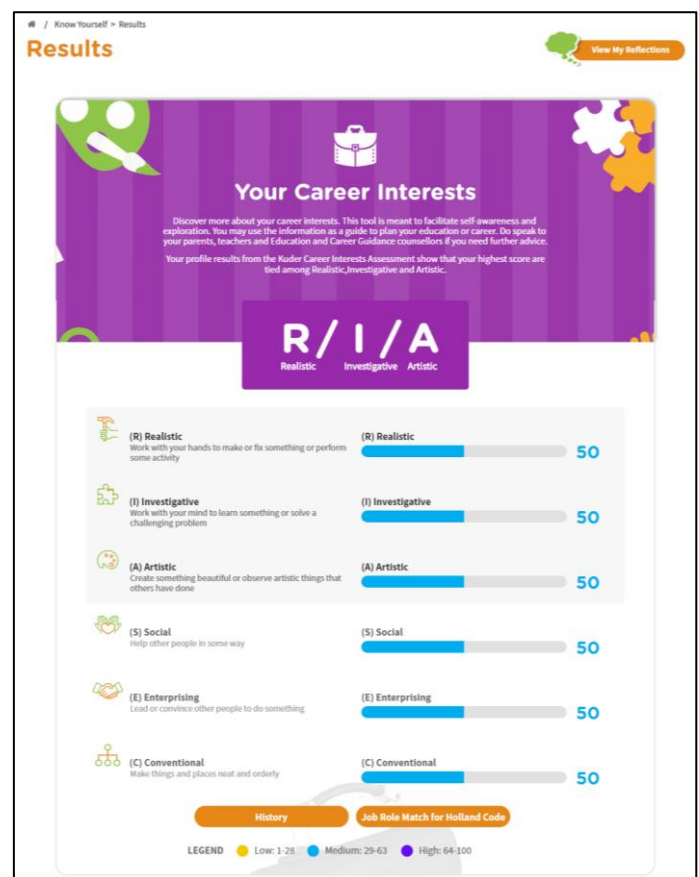 / Know Yourself > Results
Results
View My Reflections
Your Career Interests
Discover more about your career interests. This tool is meant to facilitate self-awareness and
exploration. You may use the information as a guide to plan your education or career. Do speak to
your parents, teachers and Education and Career Guidance counsellors if you need further advice.
Your profile results from the Kuder Career Interests Assessment show that your highest score are
tied among Realistic,Investigative and Artistic.
R/ I /A
Realistic Investigative Artistic
(R) Realistic
Work with your hands to make or fix something or perform
some activity
(R) Realistic
50
(I) Investigative
Work with your mind to learn something or solve a
challenging problem
(I) Investigative
50
(A) Artistic
Create something beautiful or observe artistic things that
others have done
(A) Artistic
50
(S) Social
Help other people in some way
(S) Social
50
(E) Enterprising
Lead or convince other people to do something
(E) Enterprising
50
(C) Conventional
Make things and places neat and orderly
(C) Conventional
50
History
Job Role Match for Holland Code
LEGEND Low: 1-28 Medium: 29-63 High: 64-100